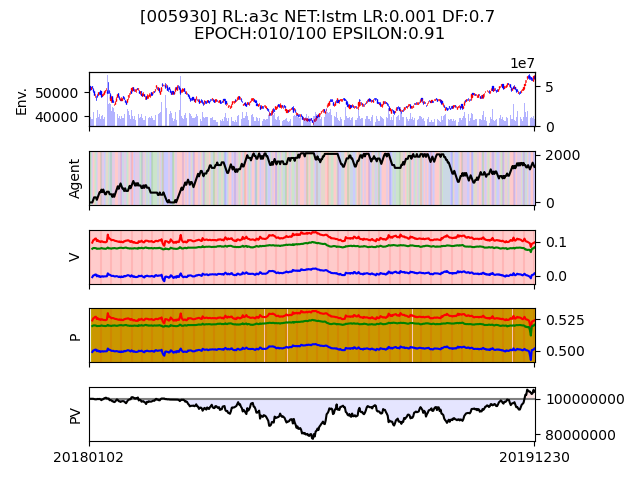 [005930] RL:a3c NET:lstm LR:0.001 DF:0.7
EPOCH:010/100 EPSILON:0.91
1e7
Env.
50000
40000
5
0
Agent
2000
0
V
0.1
0.0
P
0.525
0.500
PV
100000000
80000000
20180102
20191230